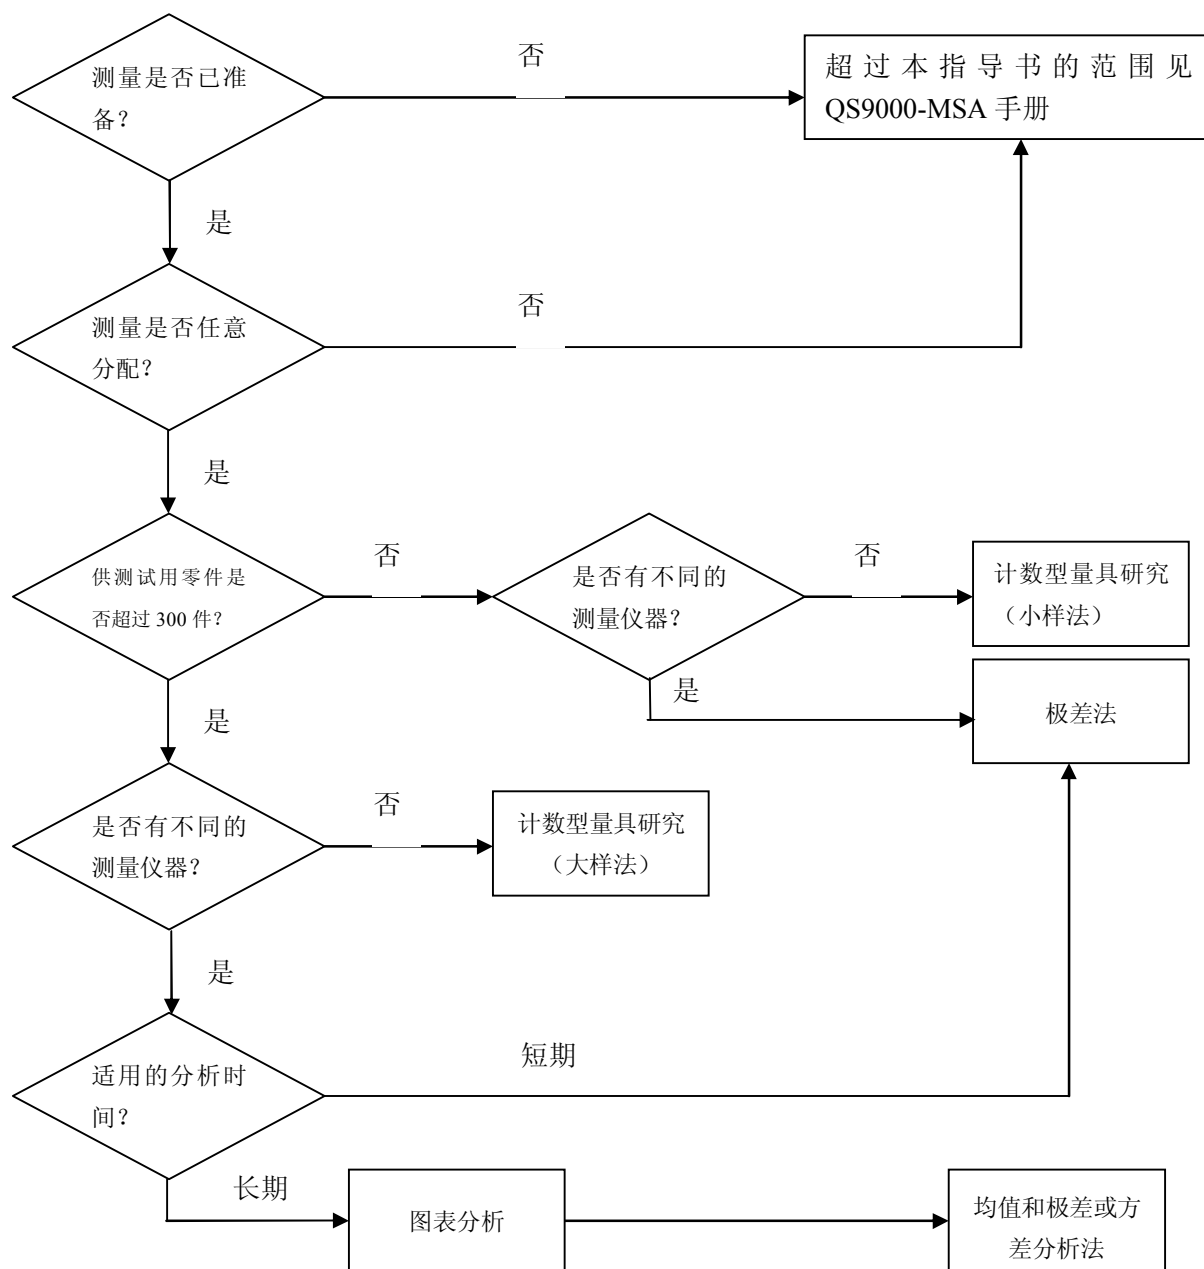 测量是否已准
备？
否
超过本指导书的范围见
QS9000-MSA 手册
是
测量是否任意
分配？
否
是
供测试用零件是
否超过 300 件？
否
是否有不同的
测量仪器？
否
计数型量具研究
（小样法）
是
极差法
是
是否有不同的
测量仪器？
否
计数型量具研究
（大样法）
是
适用的分析时
间？
短期
长期
图表分析
均值和极差或方
差分析法